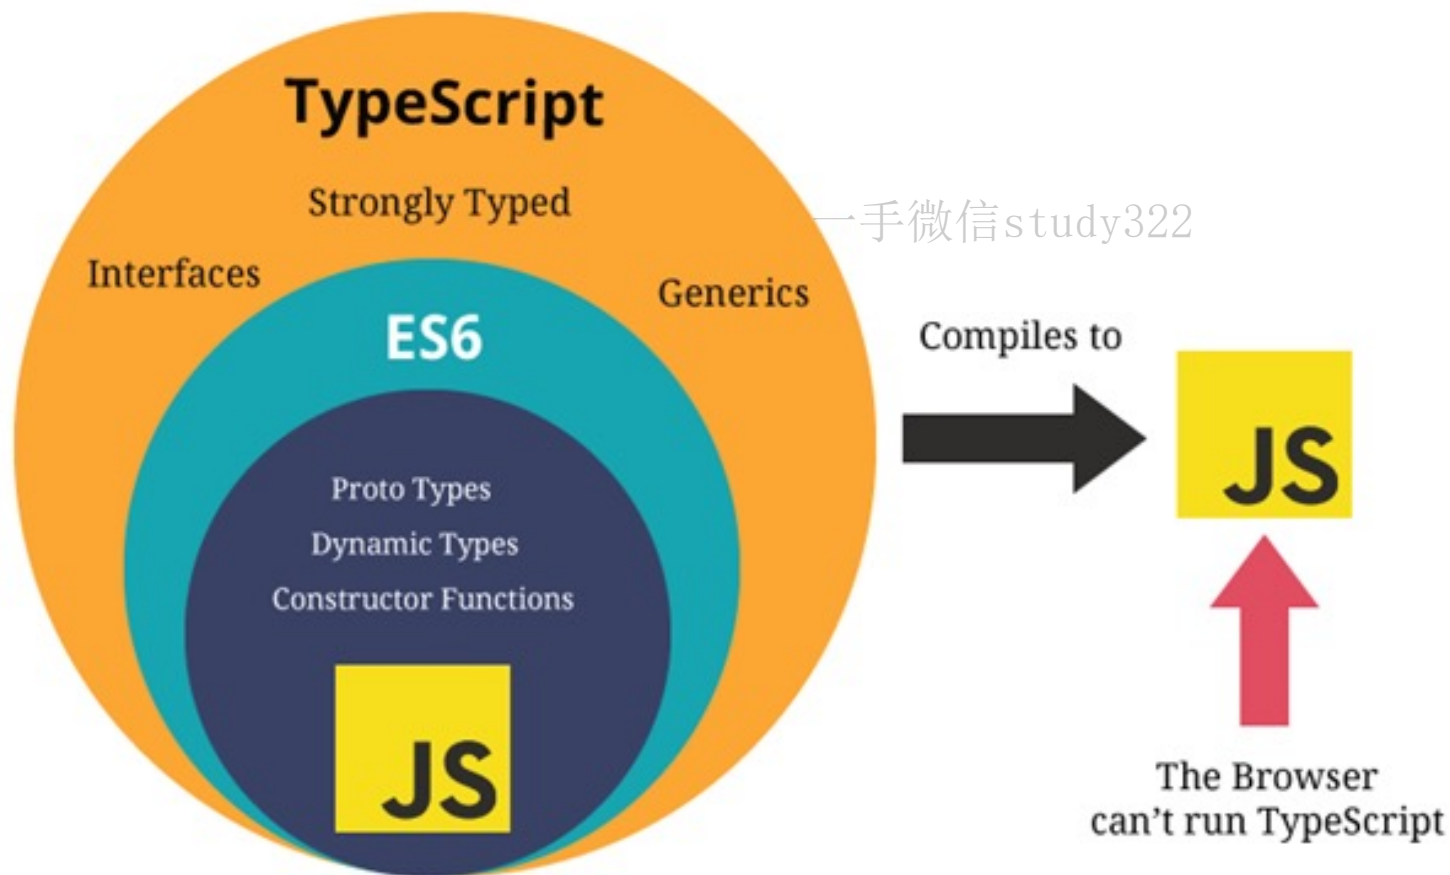 TypeScript
Strongly Typed
Interfaces
Generics
ES6
Proto Types
Dynamic Types
Constructor Functions
JS
一手微信study322
Compiles to
JS
The Browser
can't run TypeScript